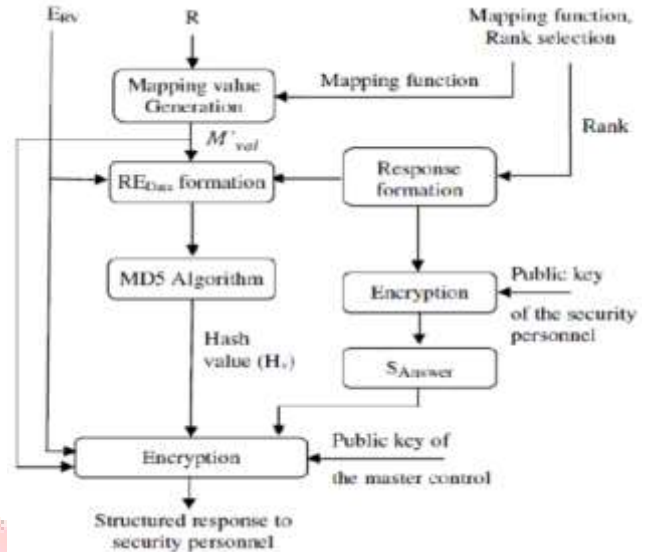 E_RV
R
Mapping function,
Rank selection
Mapping value
Generation
Mapping function
Rank
M'_val
RE_Data formation
Response
formation
MD5 Algorithm
Encryption
Public key
of the security
personnel
Hash
value (H_v)
S_Answer
Encryption
Public key of
the master control
Structured response to
security personnel